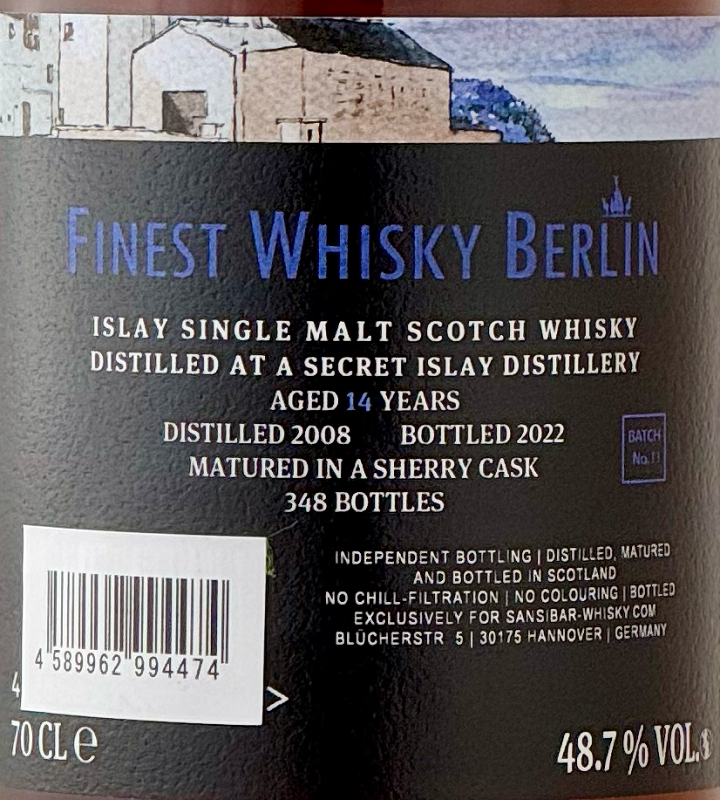 FINEST WHISKY BERLIN
ISLAY SINGLE MALT SCOTCH WHISKY
DISTILLED AT A SECRET ISLAY DISTILLERY
AGED 14 YEARS
DISTILLED 2008 BOTTLED 2022
MATURED IN A SHERRY CASK
348 BOTTLES
BATCH
No.11
INDEPENDENT BOTTLING | DISTILLED, MATURED
AND BOTTLED IN SCOTLAND
NO CHILL-FILTRATION | NO COLOURING | BOTTLED
EXCLUSIVELY FOR SANSIBAR-WHISKY.COM
BLÜCHERSTR 5 | 30175 HANNOVER | GERMANY
4 589962 994474
4 >
70 CL e
48.7 % VOL.